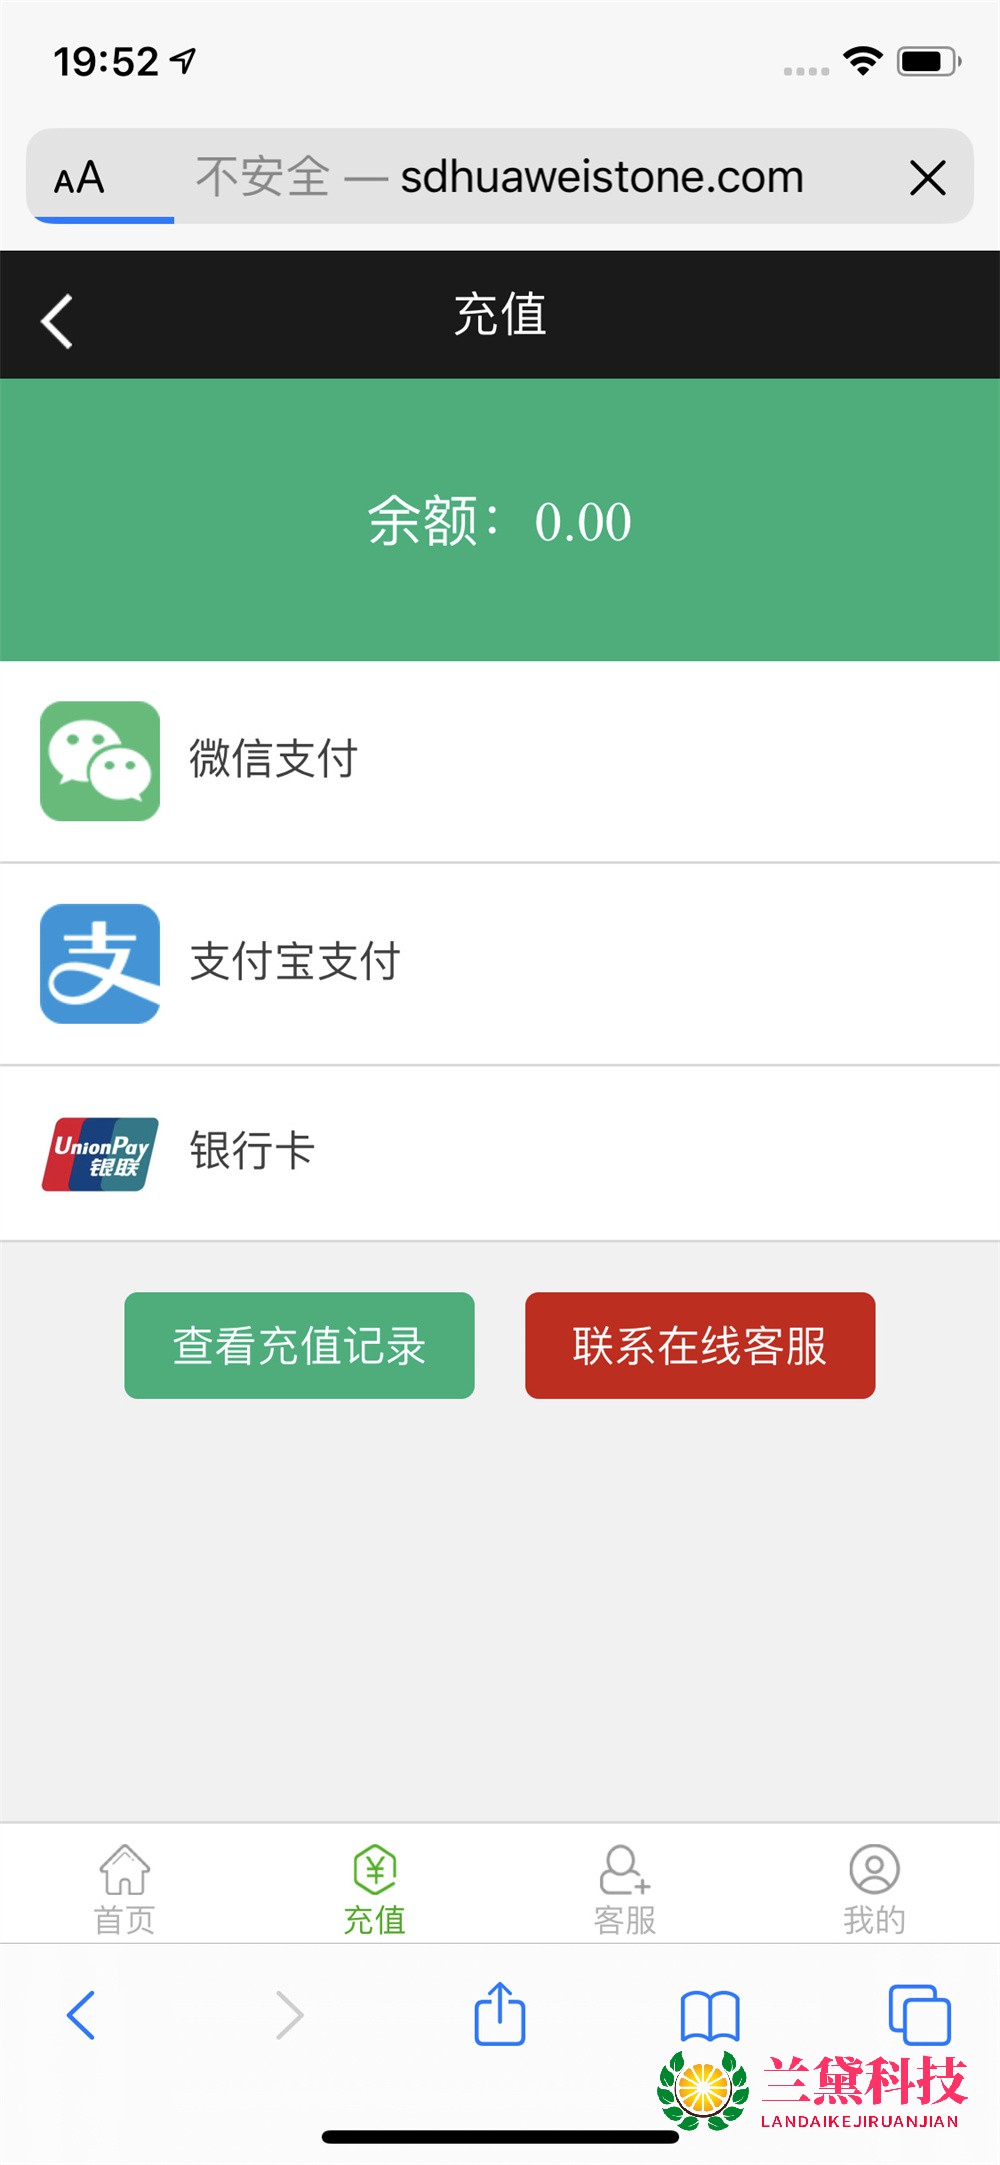 19:52
AA 不安全 — sdhuaweistone.com
充值
余额：0.00
微信支付
支付宝支付
UnionPay
银联
银行卡
查看充值记录
联系在线客服
首页
充值
客服
我的
兰黛科技
LANDAIKEJIRUANJIAN